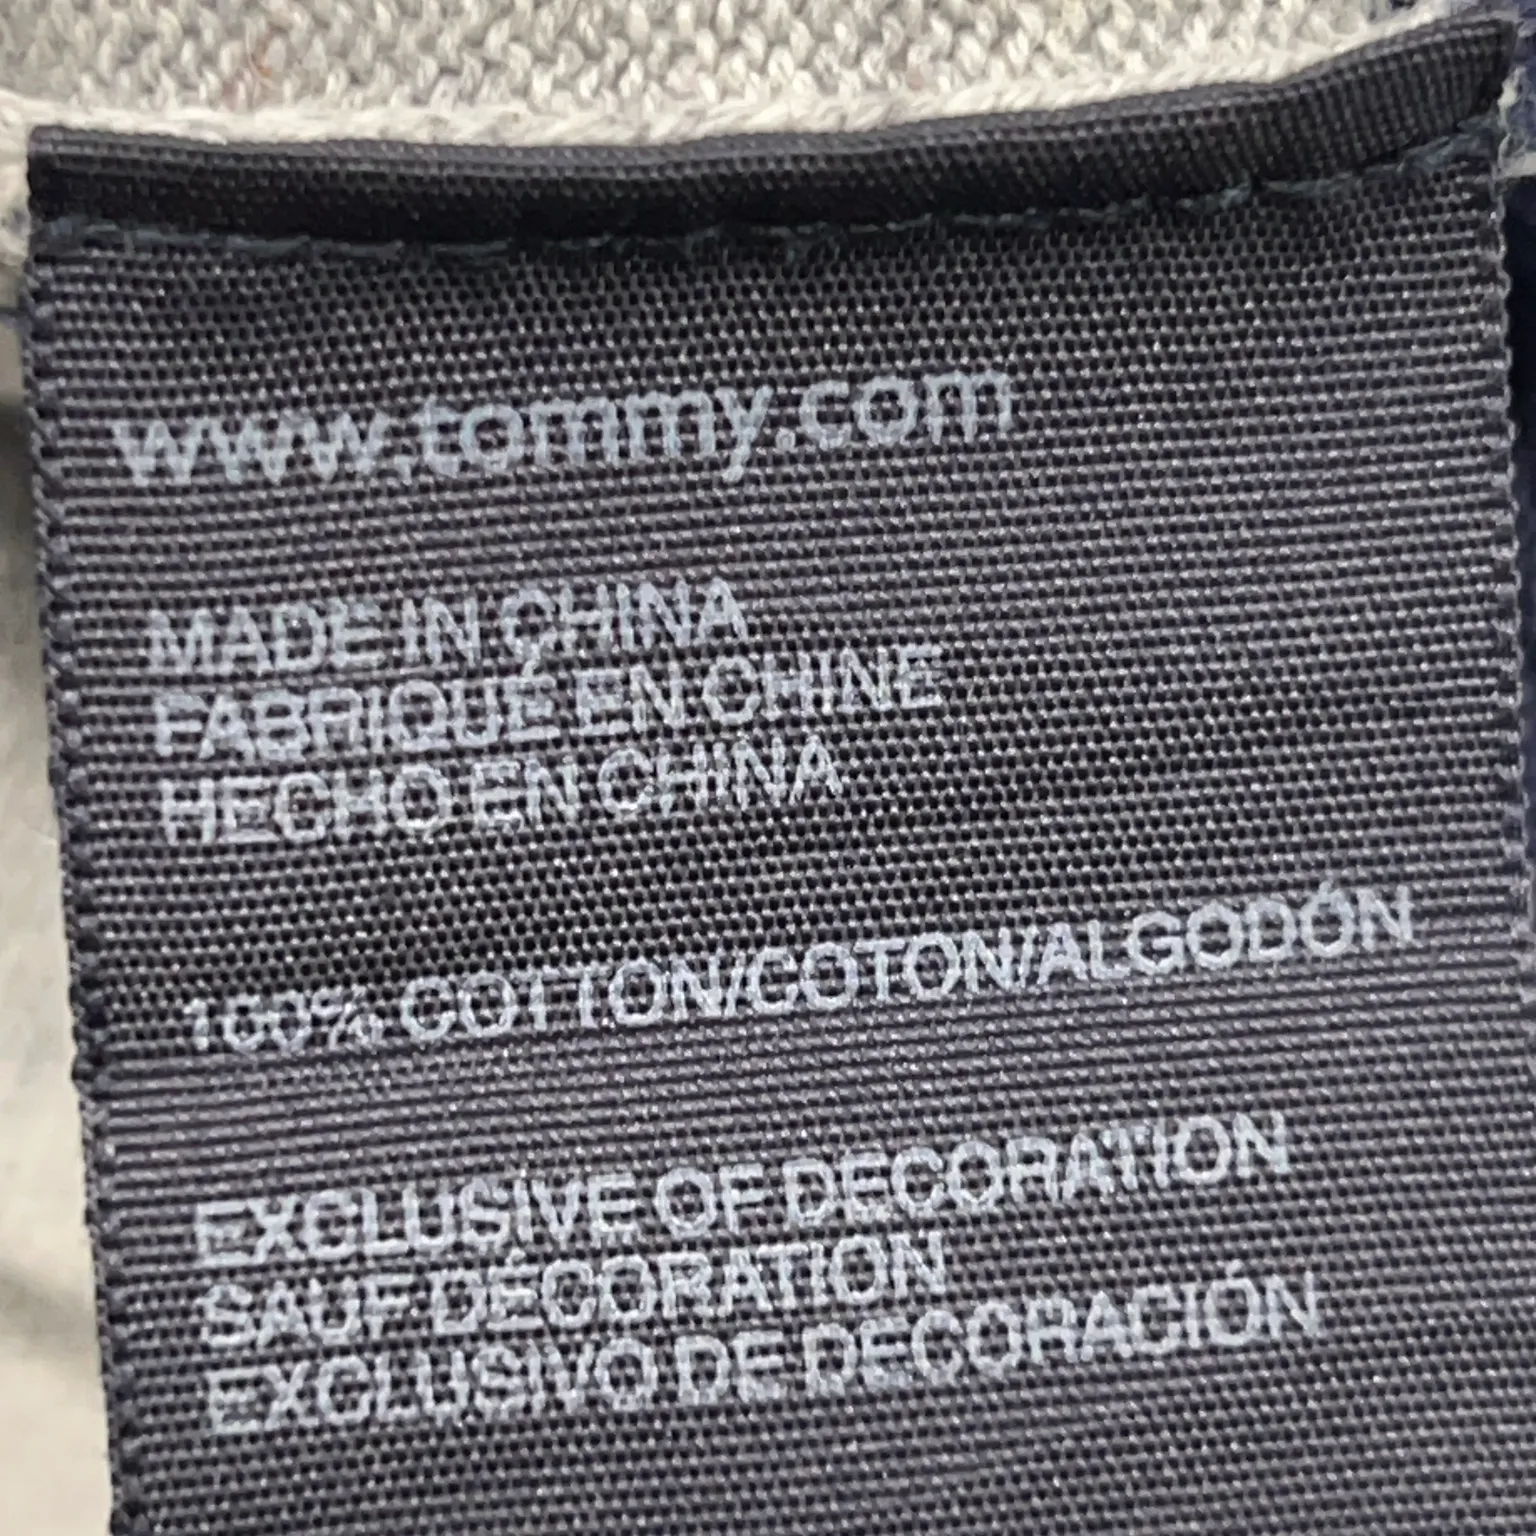 www.tommy.com
MADE IN CHINA
FABRIQUÉ EN CHINE
HECHO EN CHINA
100% COTTON/COTON/ALGODÓN
EXCLUSIVE OF DECORATION
SAUF DÉCORATION
EXCLUSIVO DE DECORACIÓN